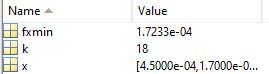 Name Value
fxmin 1.7233e-04
k 18
x [4.5000e-04,1.7000e-0...